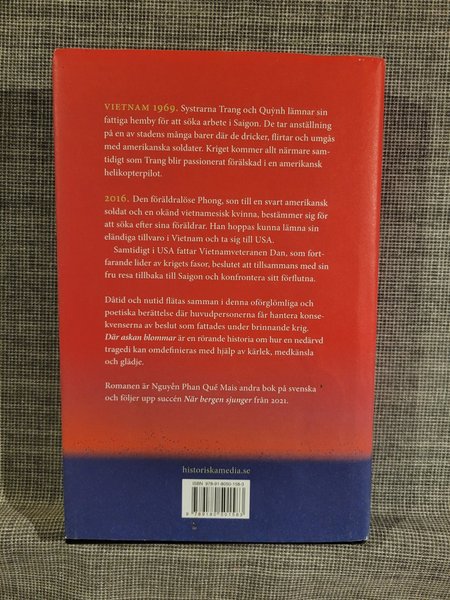 VIETNAM 1969. Systrarna Trang och Quỳnh lämnar sin
fattiga hemby för att söka arbete i Saigon. De tar anställning
på en av stadens många barer där de dricker, flirtar och umgås
med amerikanska soldater. Kriget kommer allt närmare sam-
tidigt som Trang blir passionerat förälskad i en amerikansk
helikopterpilot.
2016. Den föräldralöse Phong, son till en svart amerikansk
soldat och en okänd vietnamesisk kvinna, bestämmer sig för
att söka efter sina föräldrar. Han hoppas kunna lämna sin
eländiga tillvaro i Vietnam och ta sig till USA.
Samtidigt i USA fattar Vietnamveteranen Dan, som fort-
farande lider av krigets fasor, beslutet att tillsammans med sin
fru resa tillbaka till Saigon och konfrontera sitt förflutna.
Dåtid och nutid flätas samman i denna oförglömliga och
poetiska berättelse där huvudpersonerna får hantera konse-
kvenserna av beslut som fattades under brinnande krig.
Där askan blommar är en rörande historia om hur en nedärvd
tragedi kan omdefinieras med hjälp av kärlek, medkänsla
och glädje.
Romanen är Nguyễn Phan Quế Mais andra bok på svenska
och följer upp succén När bergen sjunger från 2021.
historiskamedia.se
ISBN 978-91-8050-158-3
9 789180 501583